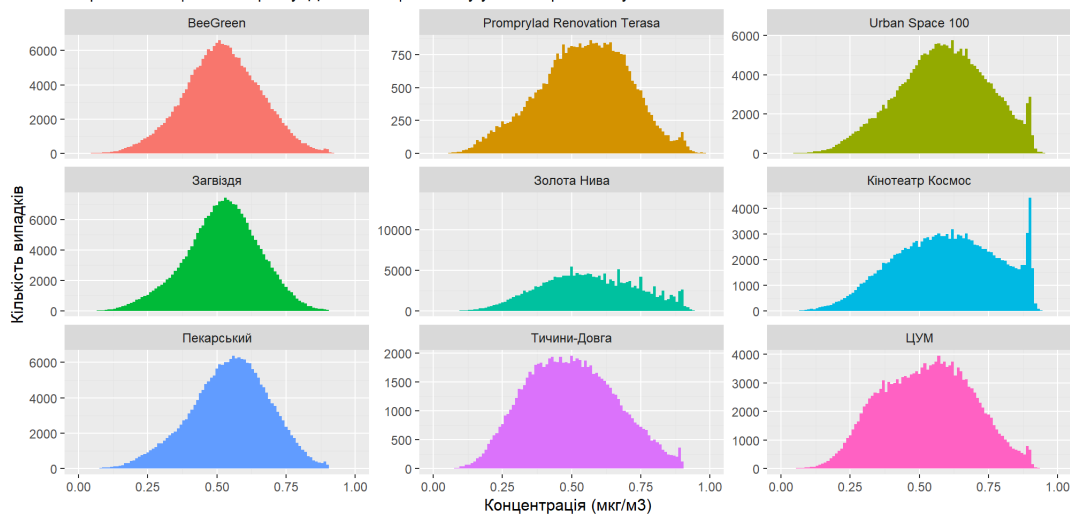 BeeGreen
Promprylad Renovation Terasa
Urban Space 100
6000
4000
2000
0
750
500
250
0
6000
4000
2000
0
Загвіздя
Золота Нива
Кінотеатр Космос
6000
4000
2000
0
10000
5000
0
4000
3000
2000
1000
0
Пекарський
Тичини-Довга
ЦУМ
6000
4000
2000
0
2000
1500
1000
500
0
4000
3000
2000
1000
0
0.00 0.25 0.50 0.75 1.00
0.00 0.25 0.50 0.75 1.00
0.00 0.25 0.50 0.75 1.00
Кількість випадків
Концентрація (мкг/м3)